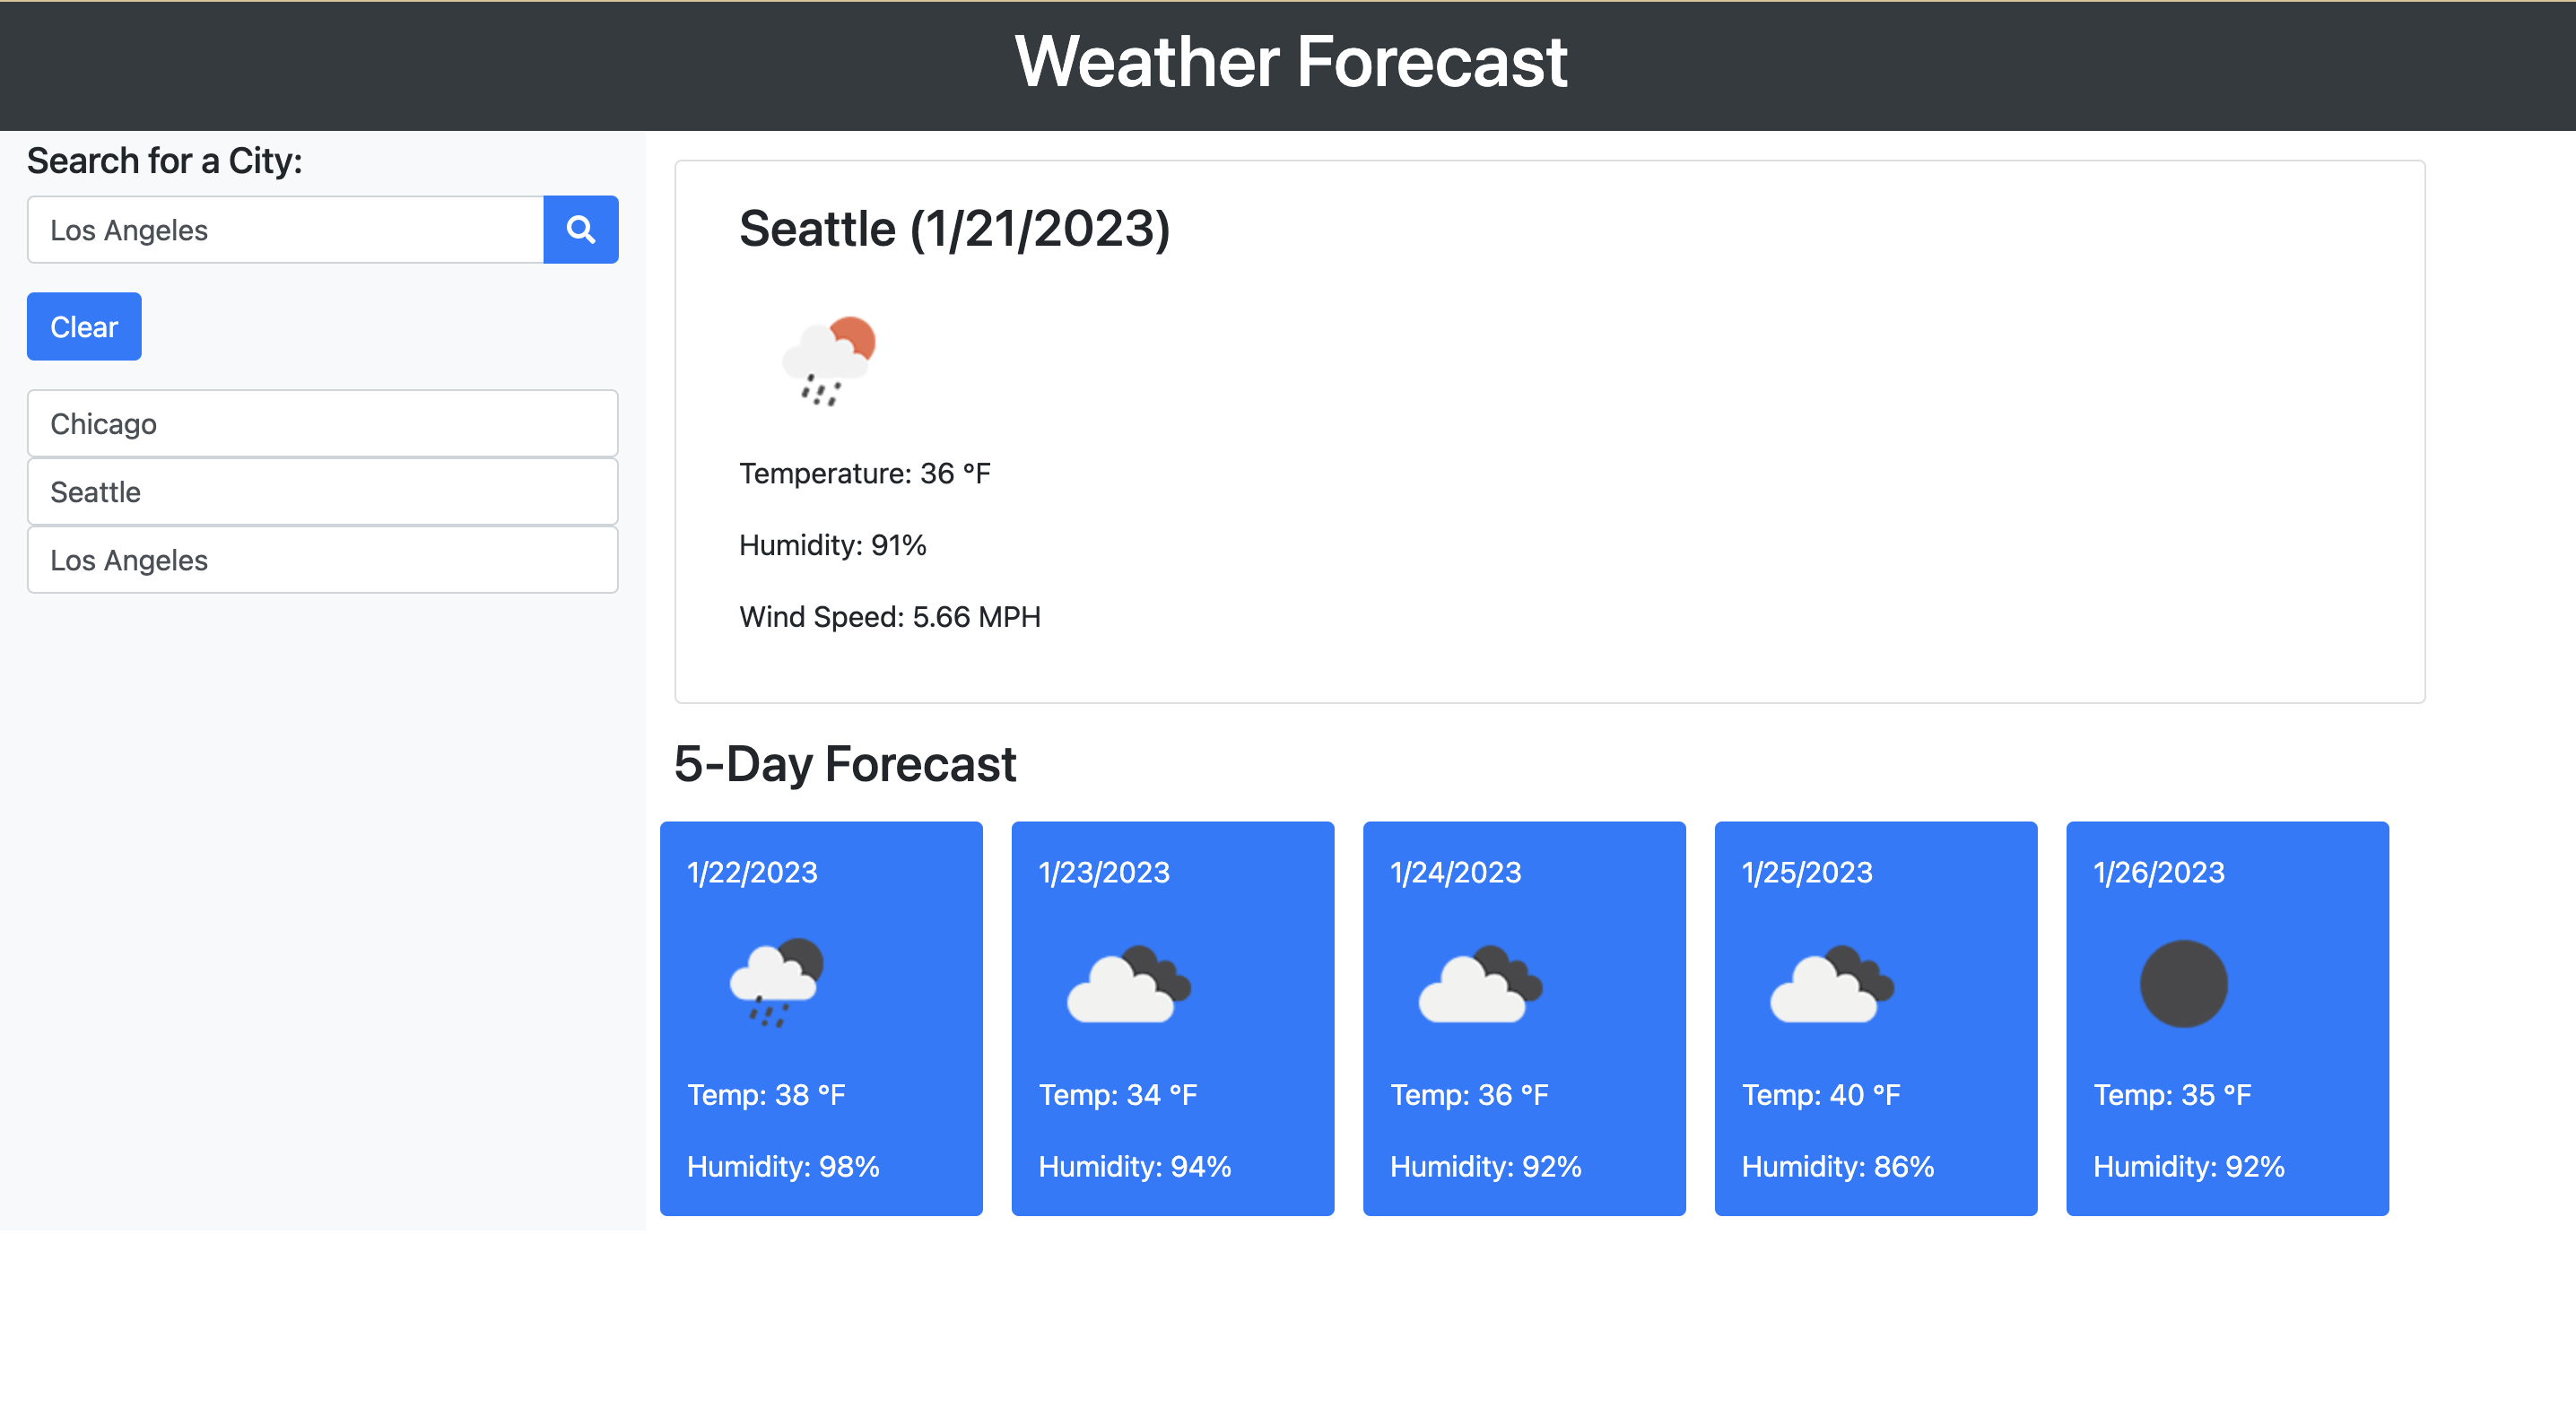 Weather Forecast
Search for a City:
Los Angeles
Clear
Chicago
Seattle
Los Angeles
Seattle (1/21/2023)
Temperature: 36 °F
Humidity: 91%
Wind Speed: 5.66 MPH
5-Day Forecast
1/22/2023
Temp: 38 °F
Humidity: 98%
1/23/2023
Temp: 34 °F
Humidity: 94%
1/24/2023
Temp: 36 °F
Humidity: 92%
1/25/2023
Temp: 40 °F
Humidity: 86%
1/26/2023
Temp: 35 °F
Humidity: 92%